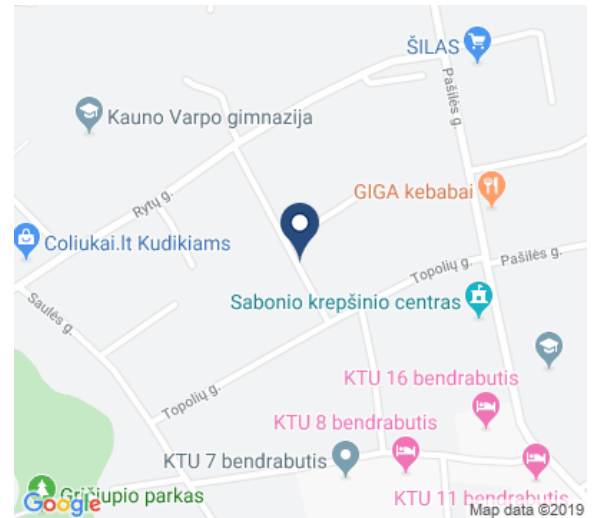 ŠILAS
Pašilės g.
Kauno Varpo gimnazija
GIGA kebabai
Rytų g.
Coliukai.lt Kudikiams
Topolių g.
Pašilės g.
Sabonio krepšinio centras
Saulės g.
KTU 16 bendrabutis
Topolių g.
KTU 8 bendrabutis
KTU 7 bendrabutis
Gričiupio parkas
KTU 11 bendrabutis
Google
Map data ©2019